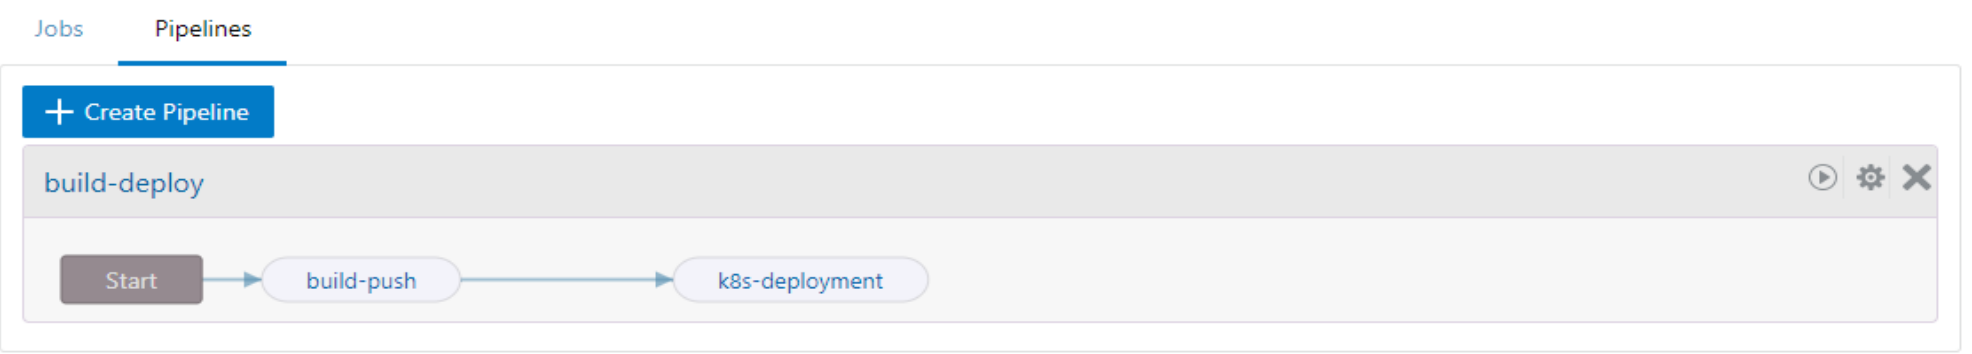 Jobs Pipelines
Create Pipeline
build-deploy
Start build-push k8s-deployment